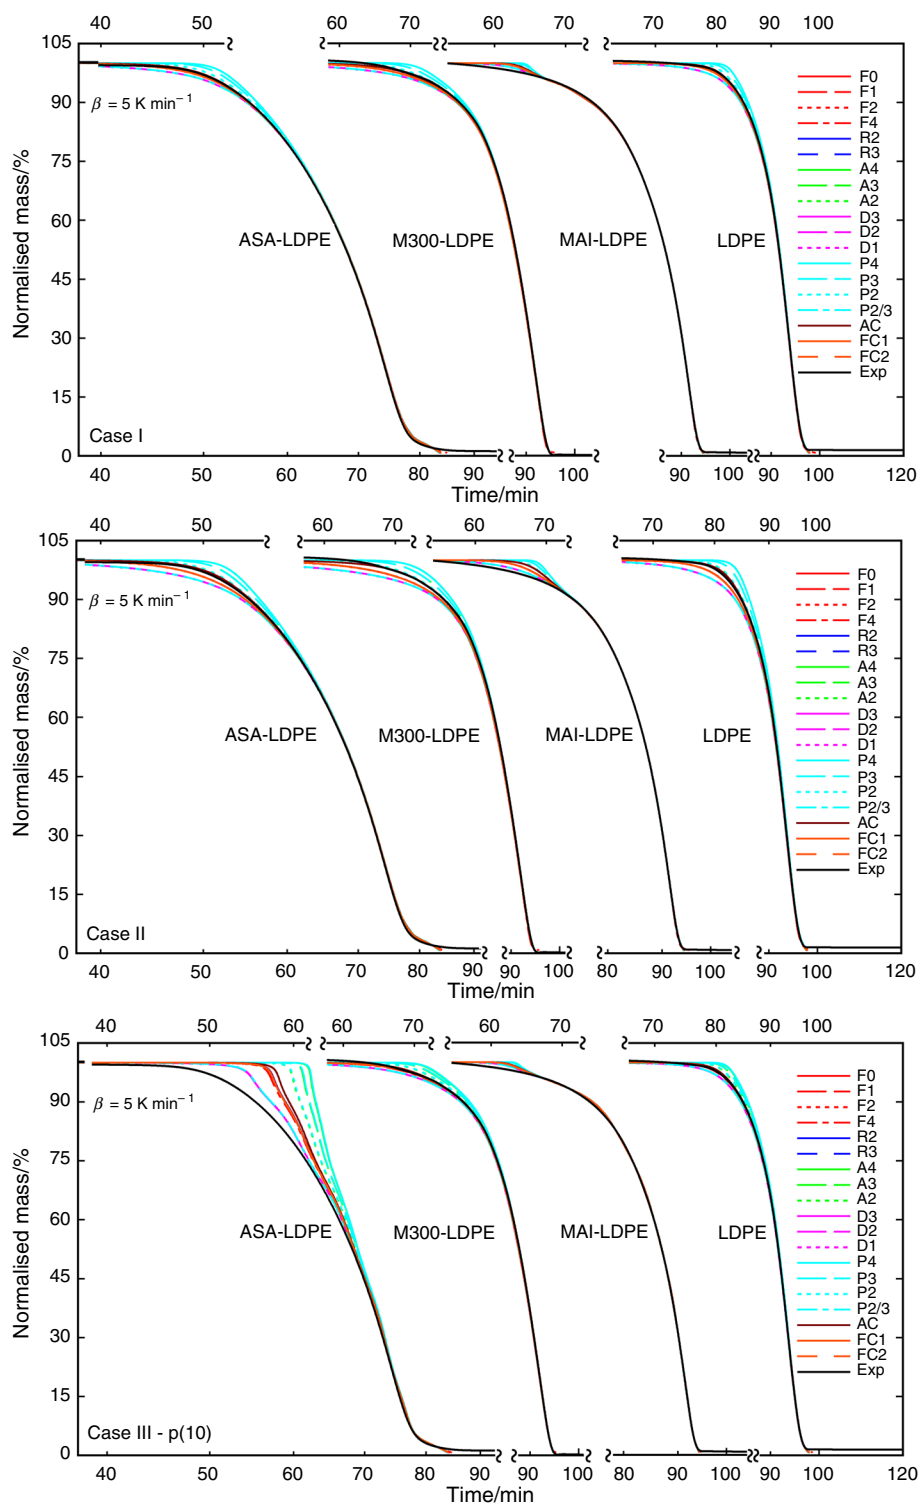 40 50 60 70 60 70 70 80 90 100
105
90
75
60
45
30
15
0
Normalised mass/%
β = 5 K min⁻¹
ASA-LDPE M300-LDPE MAI-LDPE LDPE
F0
F1
F2
F4
R2
R3
A4
A3
A2
D3
D2
D1
P4
P3
P2
P2/3
AC
FC1
FC2
Exp
Case I
40 50 60 70 80 90 90 100 90 100 90 100 120
Time/min
40 50 60 70 60 70 70 80 90 100
105
90
75
60
45
30
15
0
Normalised mass/%
β = 5 K min⁻¹
ASA-LDPE M300-LDPE MAI-LDPE LDPE
F0
F1
F2
F4
R2
R3
A4
A3
A2
D3
D2
D1
P4
P3
P2
P2/3
AC
FC1
FC2
Exp
Case II
40 50 60 70 80 90 90 100 80 90 100 90 100 120
Time/min
40 50 60 60 70 60 70 70 80 90 100
105
90
75
60
45
30
15
0
Normalised mass/%
β = 5 K min⁻¹
ASA-LDPE M300-LDPE MAI-LDPE LDPE
F0
F1
F2
F4
R2
R3
A4
A3
A2
D3
D2
D1
P4
P3
P2
P2/3
AC
FC1
FC2
Exp
Case III - p(10)
40 50 60 70 80 90 90 100 80 90 100 90 100 120
Time/min